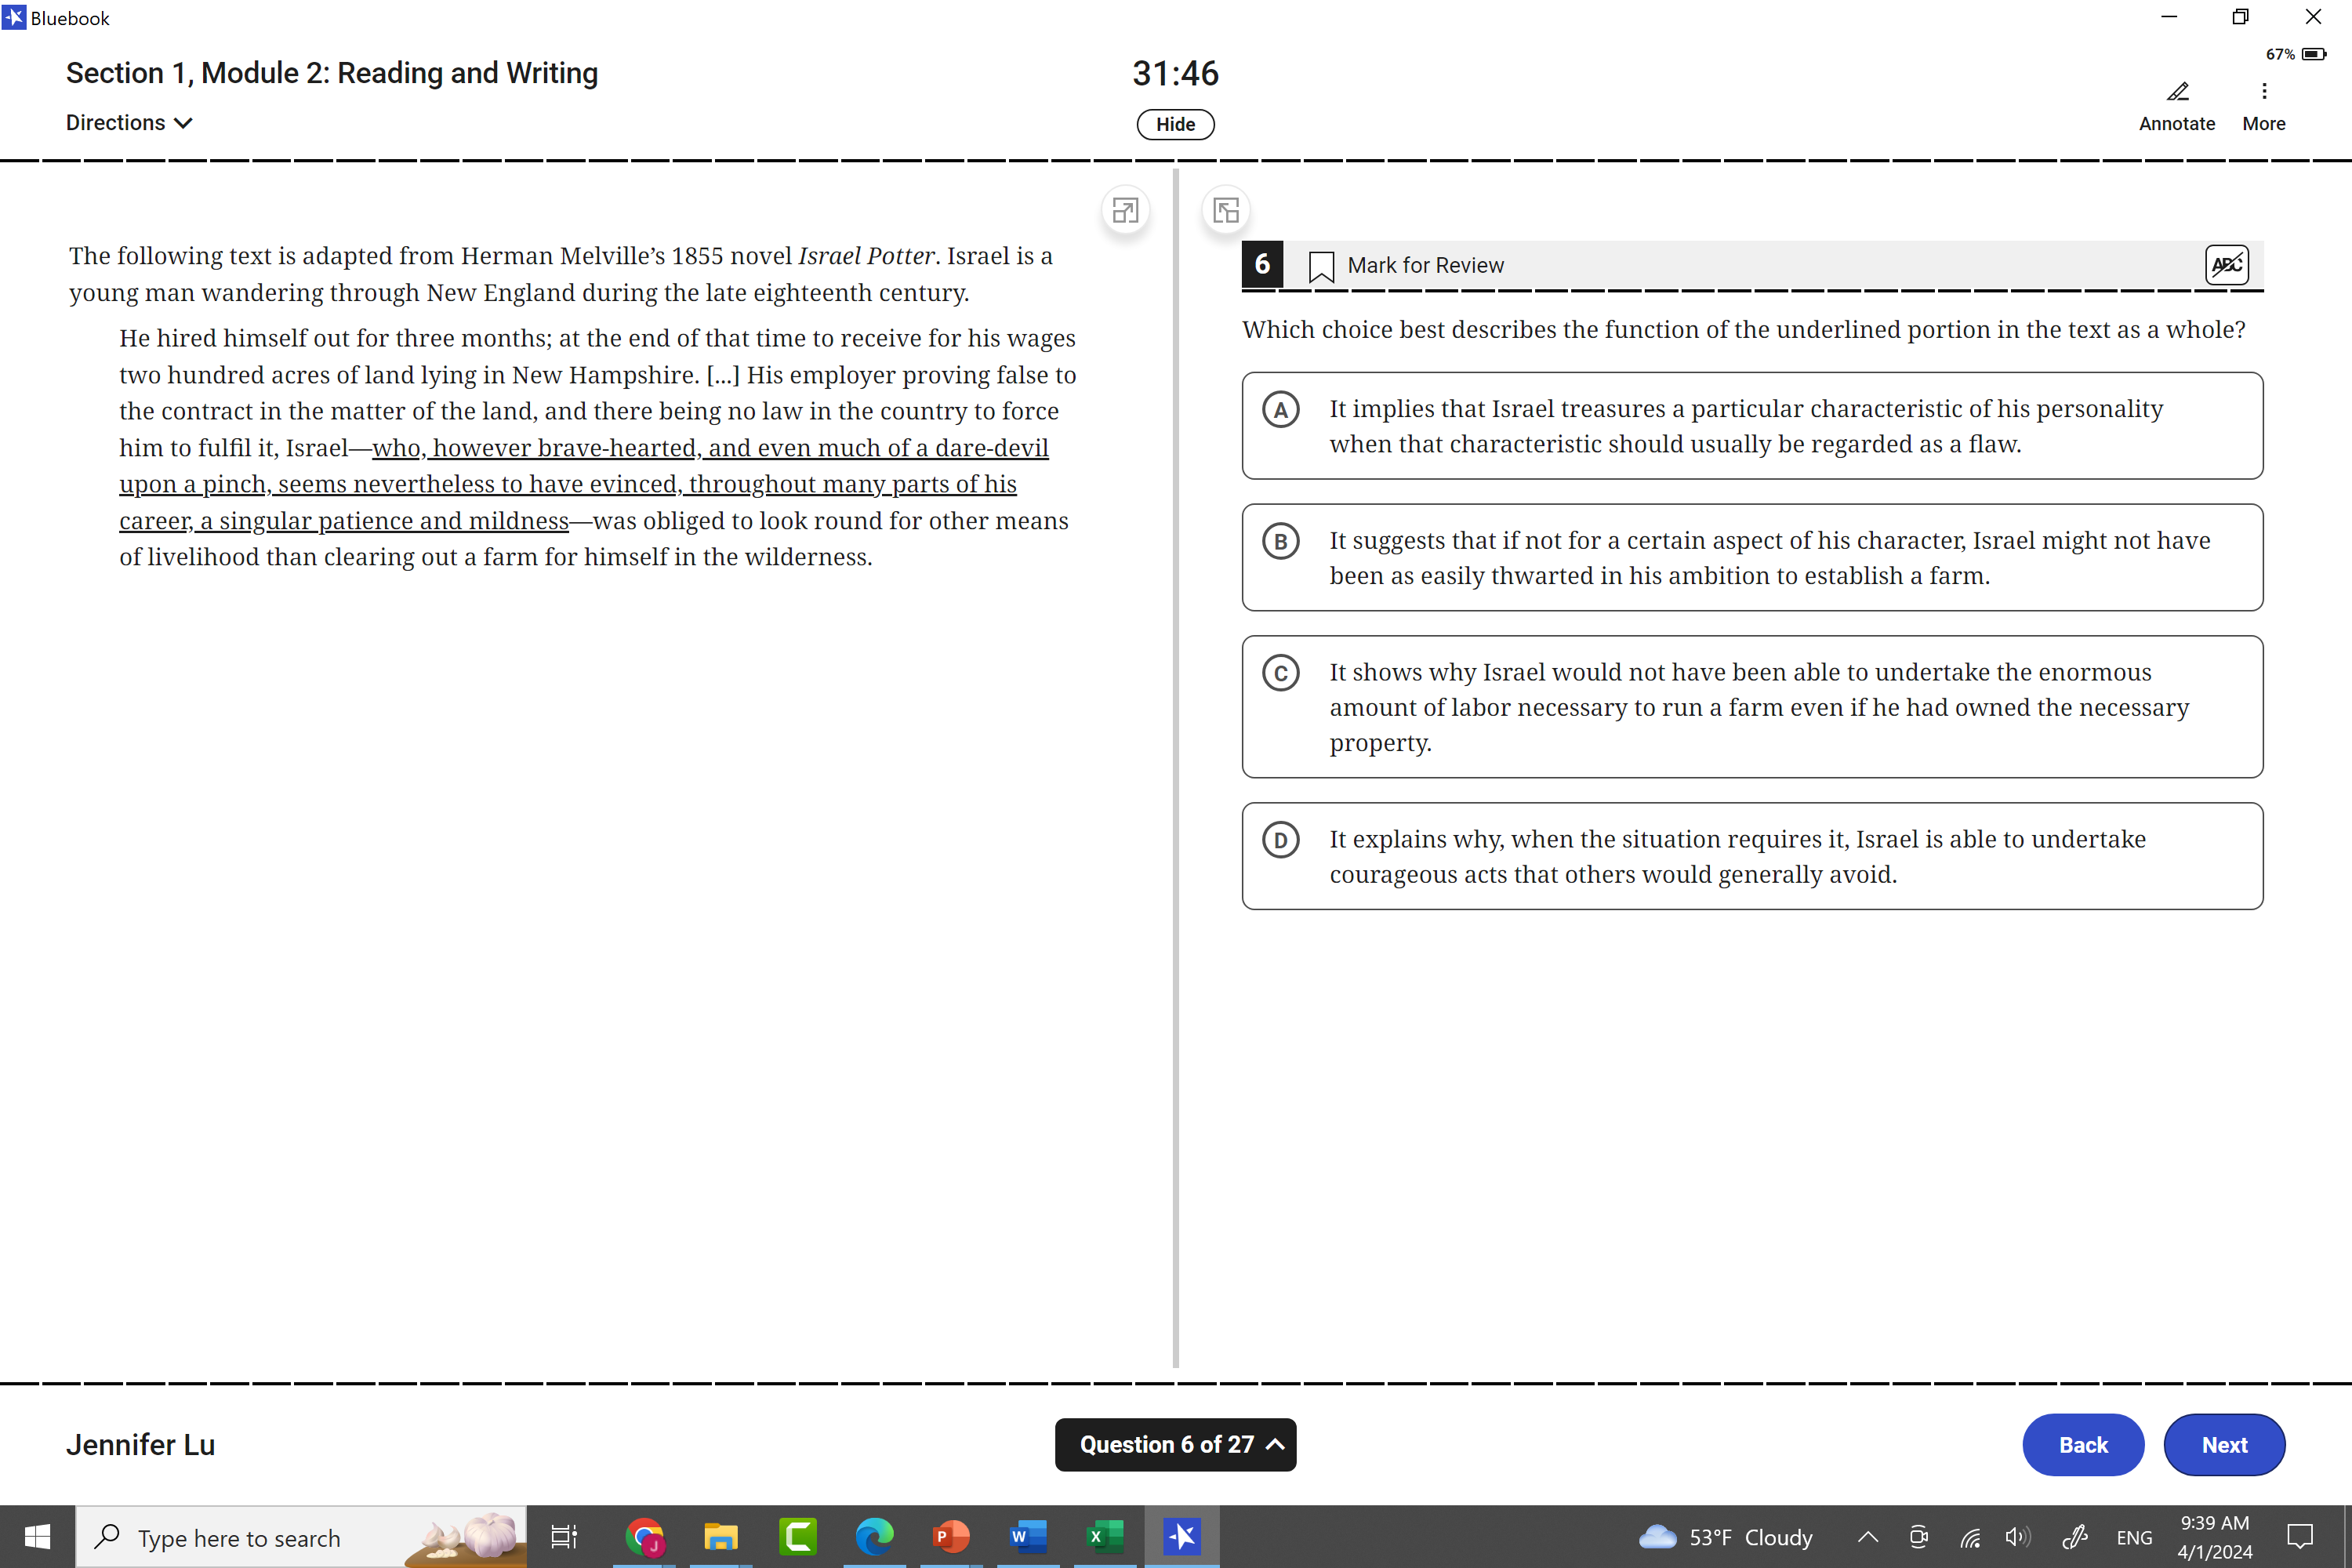 Bluebook
67%
Section 1, Module 2: Reading and Writing
31:46
Directions
Hide
Annotate
More
The following text is adapted from Herman Melville’s 1855 novel Israel Potter. Israel is a
young man wandering through New England during the late eighteenth century.
He hired himself out for three months; at the end of that time to receive for his wages
two hundred acres of land lying in New Hampshire. [...] His employer proving false to
the contract in the matter of the land, and there being no law in the country to force
him to fulfil it, Israel—who, however brave-hearted, and even much of a dare-devil
upon a pinch, seems nevertheless to have evinced, throughout many parts of his
career, a singular patience and mildness—was obliged to look round for other means
of livelihood than clearing out a farm for himself in the wilderness.
6
Mark for Review
ABC
Which choice best describes the function of the underlined portion in the text as a whole?
A It implies that Israel treasures a particular characteristic of his personality
when that characteristic should usually be regarded as a flaw.
B It suggests that if not for a certain aspect of his character, Israel might not have
been as easily thwarted in his ambition to establish a farm.
C It shows why Israel would not have been able to undertake the enormous
amount of labor necessary to run a farm even if he had owned the necessary
property.
D It explains why, when the situation requires it, Israel is able to undertake
courageous acts that others would generally avoid.
Jennifer Lu
Question 6 of 27
Back
Next
Type here to search
J
P
W
X
53°F Cloudy
ENG
9:39 AM
4/1/2024